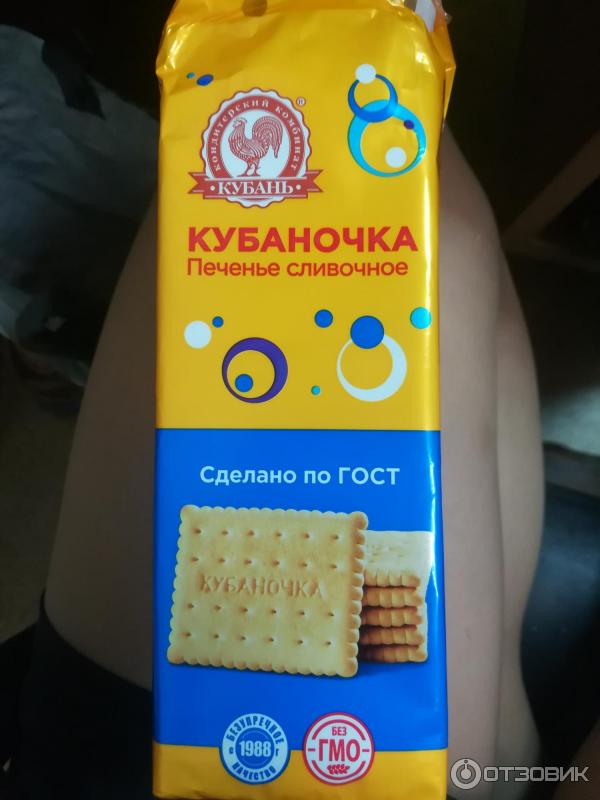 КОНДИТЕРСКИЙ КОМБИНАТ
®
• КУБАНЬ •
КУБАНОЧКА
Печенье сливочное
Сделано по ГОСТ
КУБАНОЧКА
БЕЗУПРЕЧНОЕ
1988 г
КАЧЕСТВО
БЕЗ
ГМО
ОТЗОВИК